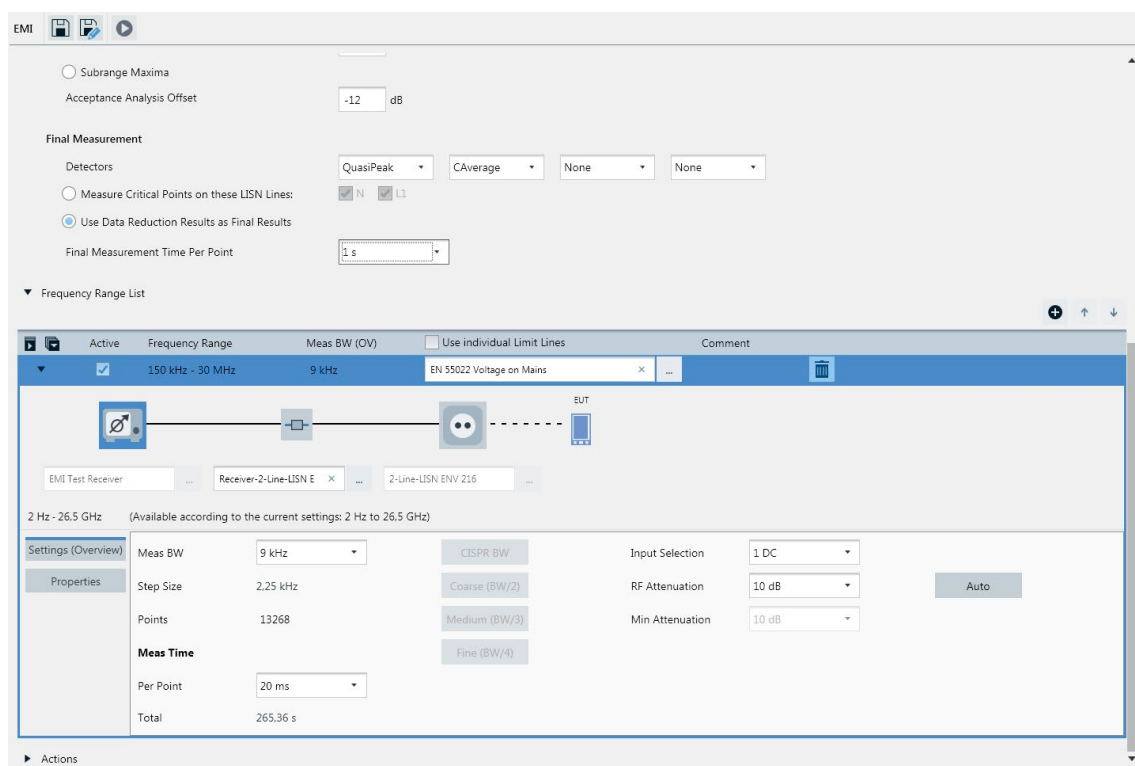 EMI
Subrange Maxima
Acceptance Analysis Offset -12 dB
Final Measurement
Detectors QuasiPeak CAverage None None
Measure Critical Points on these LISN Lines: N L1
Use Data Reduction Results as Final Results
Final Measurement Time Per Point 1 s
Frequency Range List
Active Frequency Range Meas BW (OV) Use individual Limit Lines Comment
150 kHz - 30 MHz 9 kHz EN 55022 Voltage on Mains × ...
EUT
EMI Test Receiver ... Receiver-2-Line-LISN E × ... 2-Line-LISN ENV 216 ...
2 Hz - 26.5 GHz (Available according to the current settings: 2 Hz to 26.5 GHz)
Settings (Overview) Meas BW 9 kHz CISPR BW Input Selection 1 DC
Properties Step Size 2,25 kHz Coarse (BW/2) RF Attenuation 10 dB Auto
Points 13268 Medium (BW/3) Min Attenuation 10 dB
Meas Time Fine (BW/4)
Per Point 20 ms
Total 265.36 s
Actions